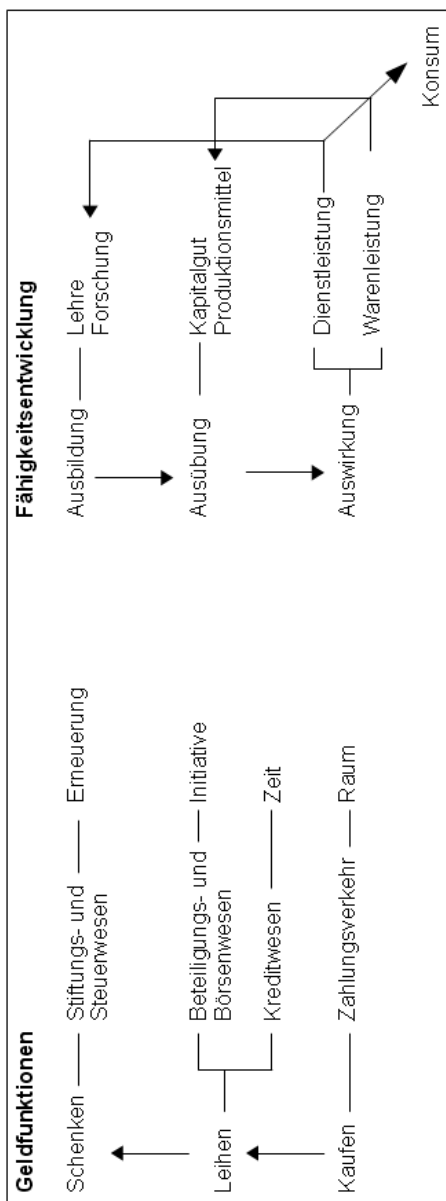 Geldfunktionen
Schenken
Stiftungs- und
Steuerwesen
Erneuerung
Leihen
Beteiligungs- und
Börsenwesen
Initiative
Kreditwesen
Zeit
Kaufen
Zahlungsverkehr
Raum
Fähigkeitsentwicklung
Ausbildung
Lehre
Forschung
Ausübung
Kapitalgut
Produktionsmittel
Auswirkung
Dienstleistung
Warenleistung
Konsum